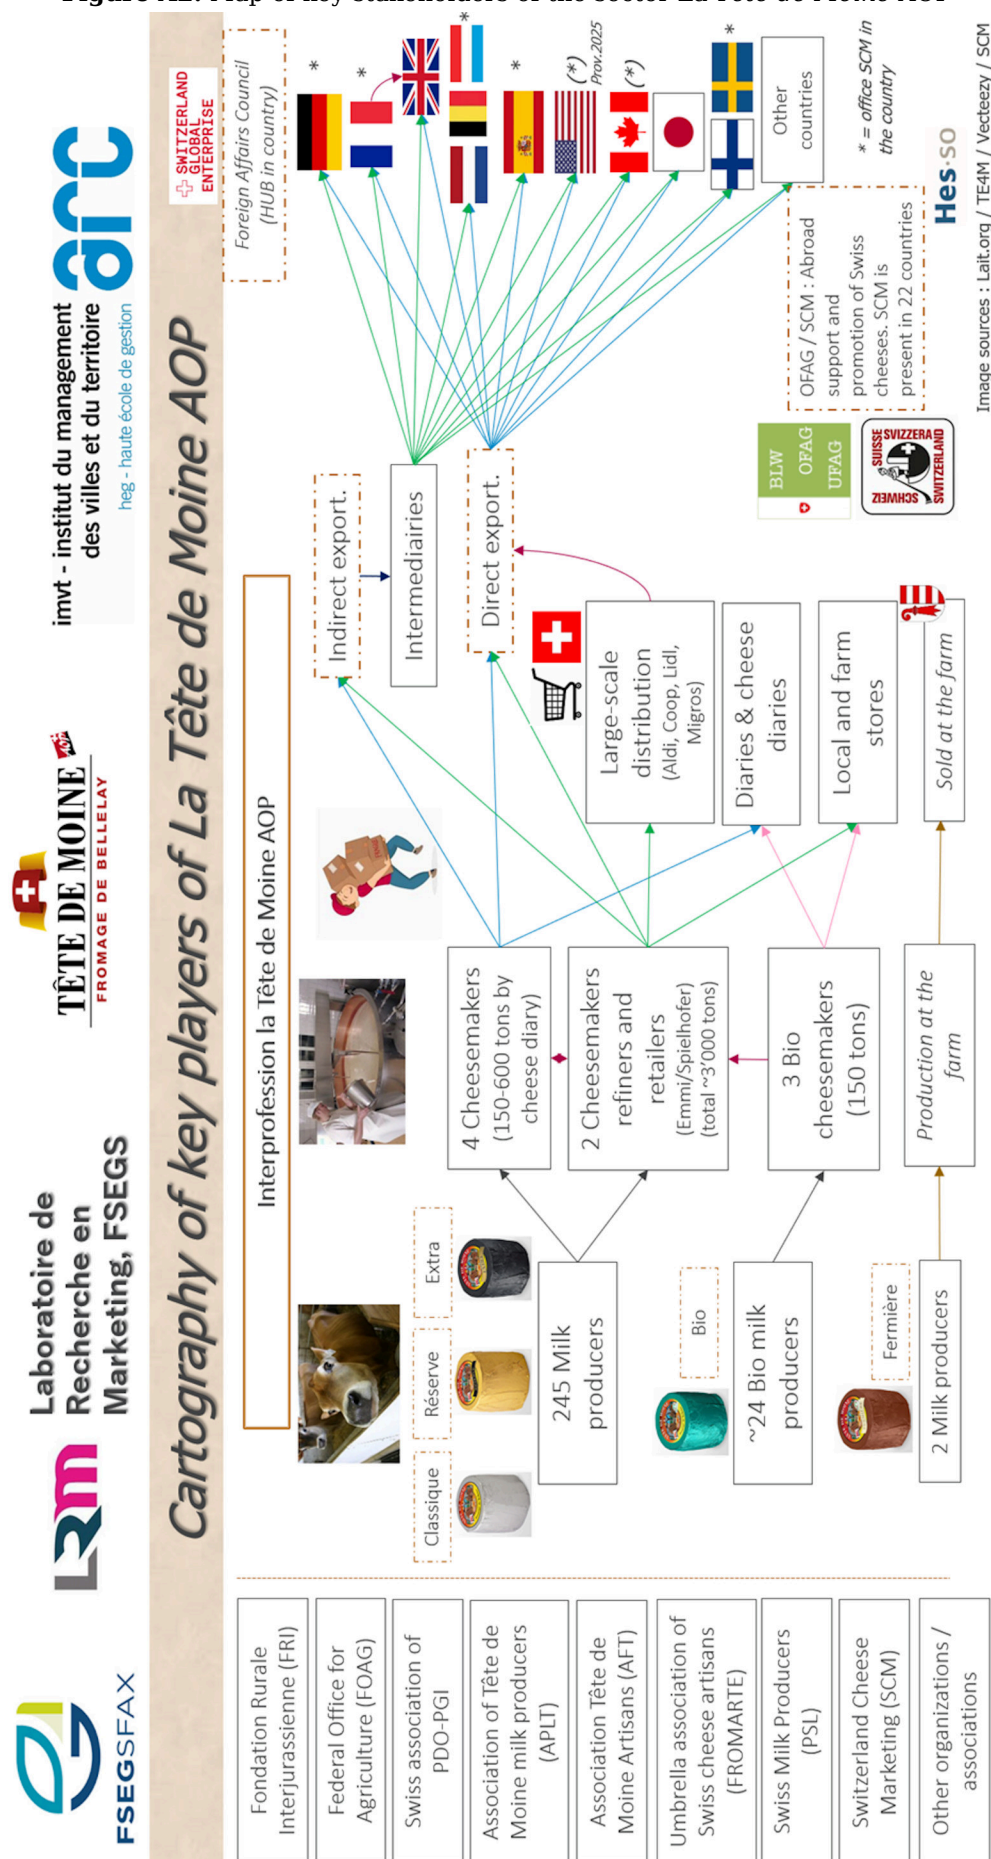 Figure A2. Map of key stakeholders of the sector La Tête de Moine AOP
FSEGSFAX
LRM
Laboratoire de
Recherche en
Marketing, FSEGS
TÊTE DE MOINE
AOP
FROMAGE DE BELLELAY
imvt - institut du management
des villes et du territoire
heg - haute école de gestion
arc
Cartography of key players of La Tête de Moine AOP
SWITZERLAND
GLOBAL
ENTERPRISE
Fondation Rurale
Interjurassienne (FRI)
Federal Office for
Agriculture (FOAG)
Swiss association of
PDO-PGI
Association of Tête de
Moine milk producers
(APLT)
Association Tête de
Moine Artisans (AFT)
Umbrella association of
Swiss cheese artisans
(FROMARTE)
Swiss Milk Producers
(PSL)
Switzerland Cheese
Marketing (SCM)
Other organizations /
associations
Interprofession la Tête de Moine AOP
Classique
Réserve
Extra
245 Milk
producers
Bio
~24 Bio milk
producers
Fermière
2 Milk producers
4 Cheesemakers
(150-600 tons by
cheese diary)
2 Cheesemakers
refiners and
retailers
(Emmi/Spielhofer)
(total ~3'000 tons)
3 Bio
cheesemakers
(150 tons)
Production at the
farm
Indirect export.
Intermediairies
Direct export.
Large-scale
distribution
(Aldi, Coop, Lidl,
Migros)
Diaries & cheese
diaries
Local and farm
stores
Sold at the farm
Foreign Affairs Council
(HUB in country)
*
*
*
*
(*)
Prov.2025
(*)
*
Other
countries
* = office SCM in
the country
BLW
OFAG
UFAG
SCHWEIZ
SUISSE SVIZZERA
SWITZERLAND
OFAG / SCM : Abroad
support and
promotion of Swiss
cheeses. SCM is
present in 22 countries
Hes·so
Image sources : Lait.org / TE4M / Vecteezy / SCM